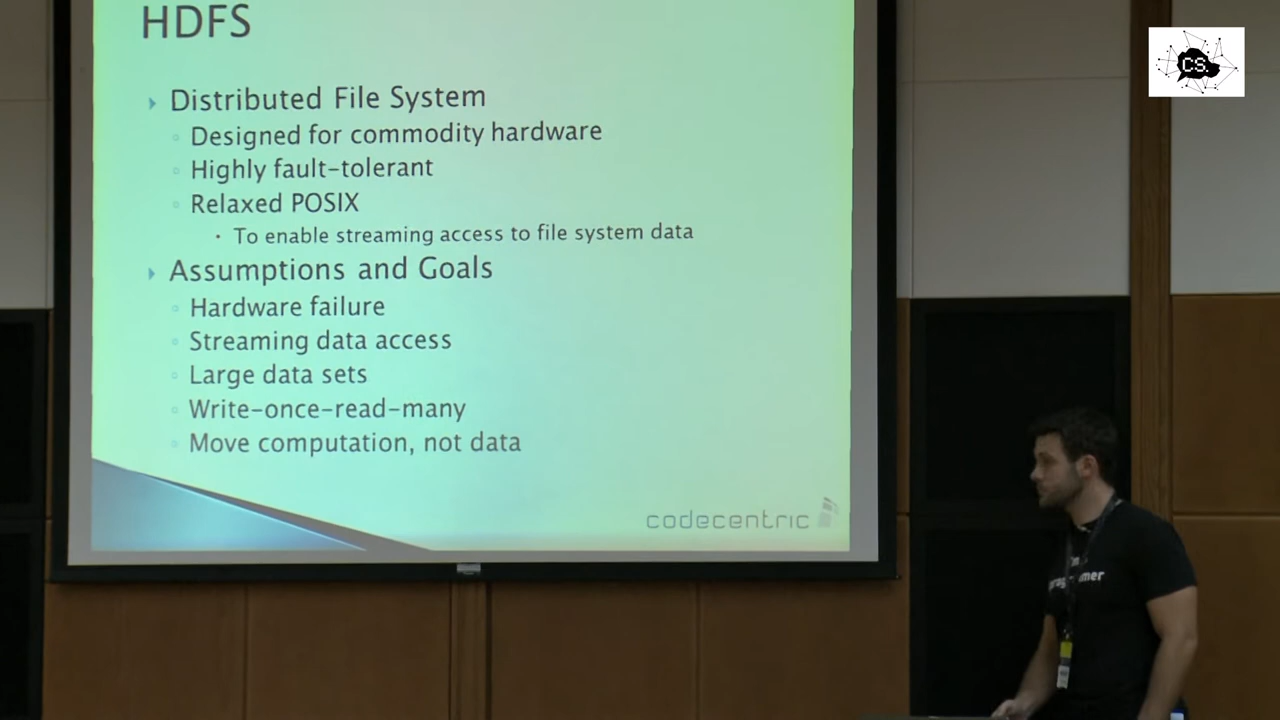 HDFS
Distributed File System
Designed for commodity hardware
Highly fault-tolerant
Relaxed POSIX
To enable streaming access to file system data
Assumptions and Goals
Hardware failure
Streaming data access
Large data sets
Write-once-read-many
Move computation, not data
codecentric
CS.